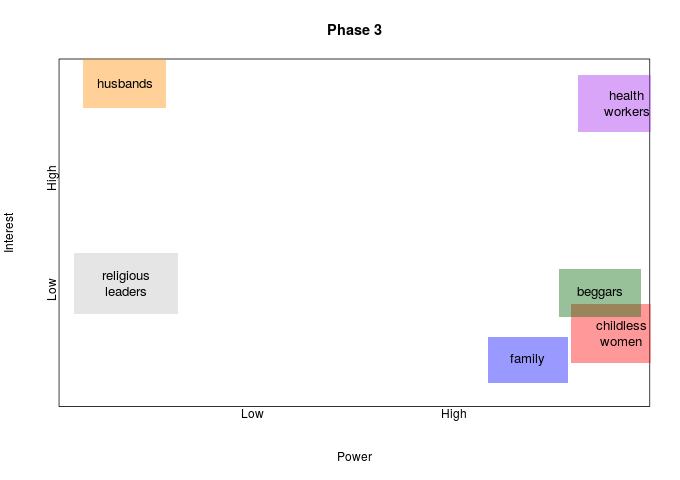 Phase 3
husbands
health
workers
High
Interest
religious
leaders
Low
beggars
childless
women
family
Low
High
Power